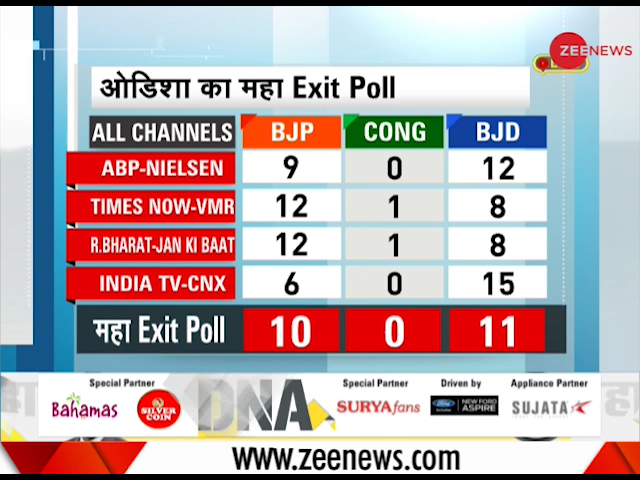 ZEENEWS
ओडिशा का महा Exit Poll
ALL CHANNELS BJP CONG BJD
ABP-NIELSEN 9 0 12
TIMES NOW-VMR 12 1 8
R.BHARAT-JAN KI BAAT 12 1 8
INDIA TV-CNX 6 0 15
महा Exit Poll 10 0 11
Special Partner Special Partner Driven by Appliance Partner
Bahamas SILVER COIN DNA SURYA fans Ford NEW FORD ASPIRE SUJATA
www.zeenews.com